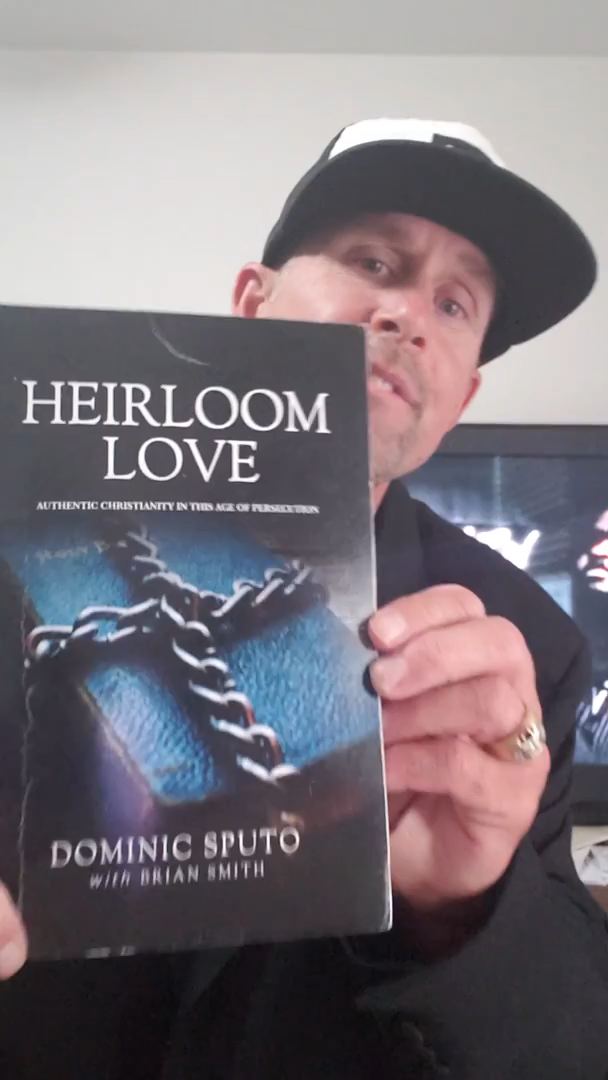 HEIRLOOM
LOVE
AUTHENTIC CHRISTIANITY IN THIS AGE OF PERSECUTION
DOMINIC SPUTO
with BRIAN SMITH